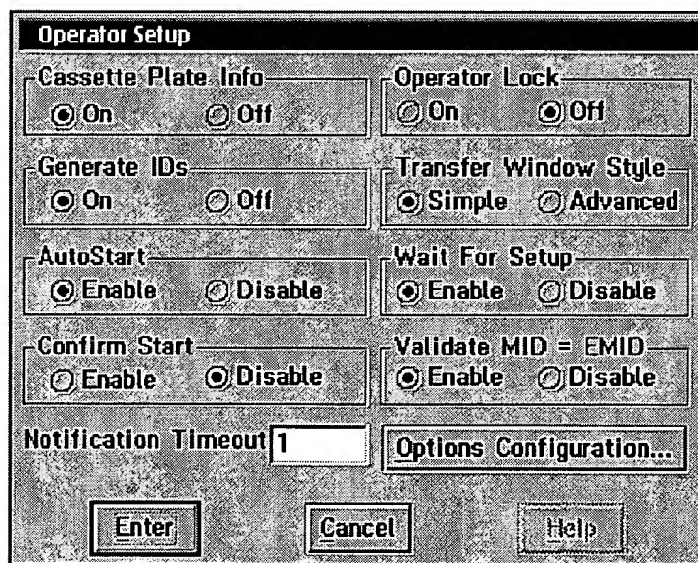 Operator Setup
Cassette Plate Info
On Off
Operator Lock
On Off
Generate IDs
On Off
Transfer Window Style
Simple Advanced
AutoStart
Enable Disable
Wait For Setup
Enable Disable
Confirm Start
Enable Disable
Validate MID = EMID
Enable Disable
Notification Timeout 1
Options Configuration...
Enter Cancel Help